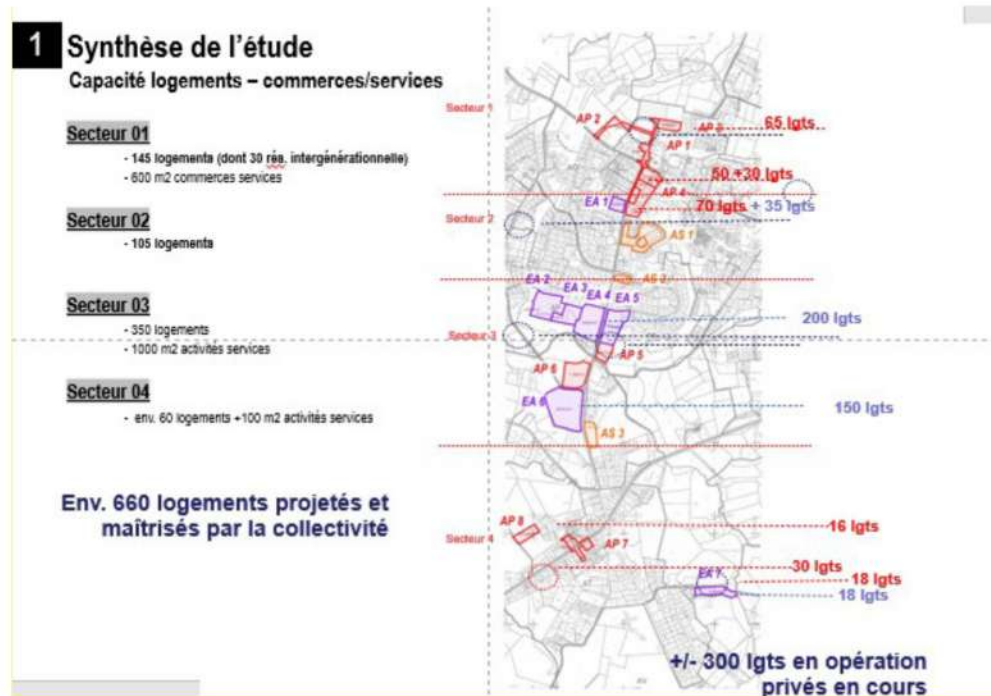 1 Synthèse de l'étude
Capacité logements – commerces/services
Secteur 01
- 145 logements (dont 30 rés. intergénérationnelle)
- 600 m2 commerces services
Secteur 02
- 105 logements
Secteur 03
- 350 logements
- 1000 m2 activités services
Secteur 04
- env. 60 logements +100 m2 activités services
Env. 660 logements projetés et
maîtrisés par la collectivité
Secteur 1
AP 2
AP 3
65 lgts
AP 1
50 +30 lgts
AP 4
EA 1
70 lgts + 35 lgts
Secteur 2
AS 1
AS 2
EA 2
EA 3
EA 4
EA 5
200 lgts
Secteur 3
AP 5
AP 6
EA 6
150 lgts
AS 3
AP 8
16 lgts
Secteur 4
AP 7
30 lgts
EA 7
18 lgts
18 lgts
+/- 300 lgts en opération
privés en cours